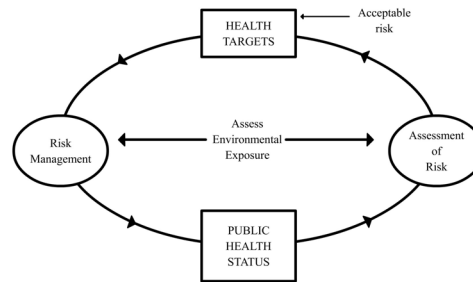 HEALTH
TARGETS
Acceptable
risk
Risk
Management
Assess
Environmental
Exposure
Assessment
of
Risk
PUBLIC
HEALTH
STATUS